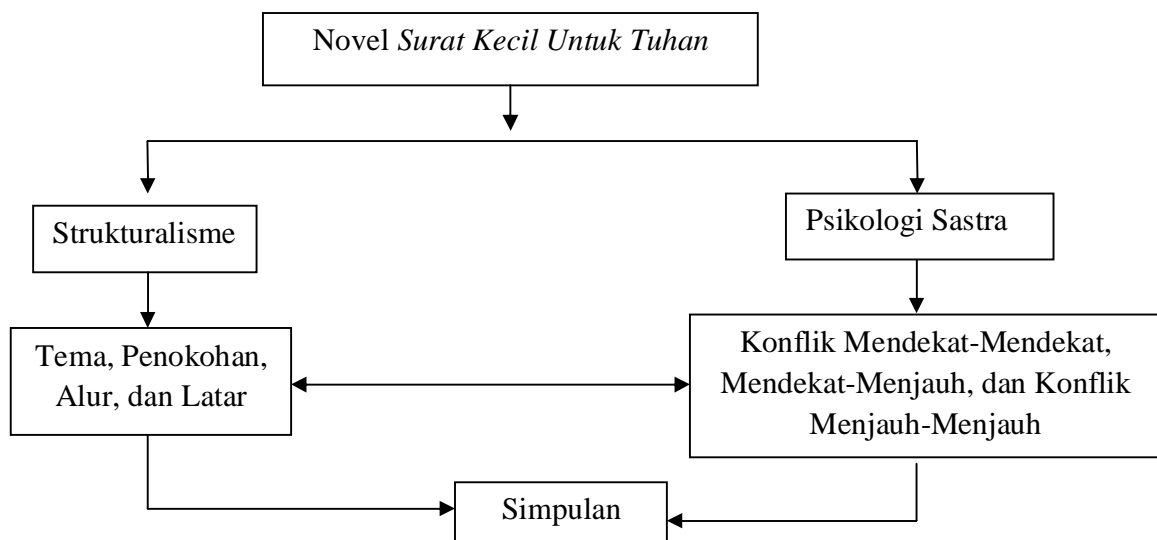 Novel Surat Kecil Untuk Tuhan
Strukturalisme
Psikologi Sastra
Tema, Penokohan,
Alur, dan Latar
Konflik Mendekat-Mendekat,
Mendekat-Menjauh, dan Konflik
Menjauh-Menjauh
Simpulan